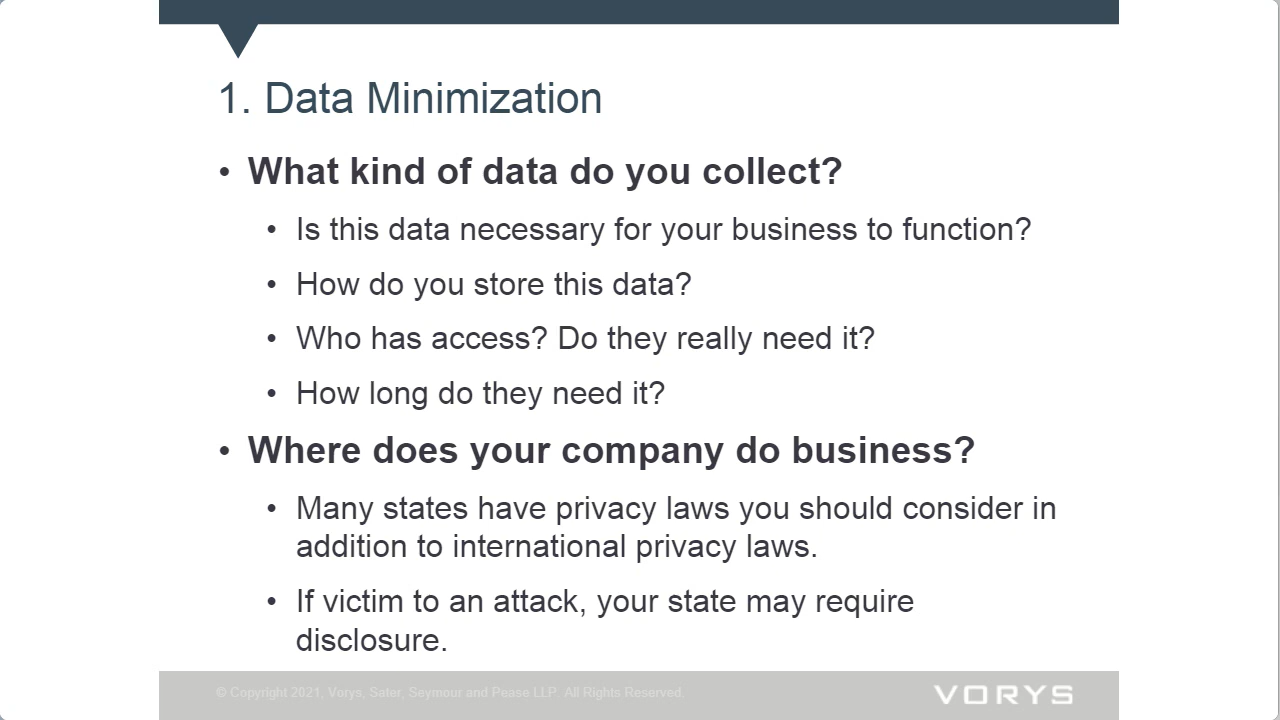 1. Data Minimization
• What kind of data do you collect?
• Is this data necessary for your business to function?
• How do you store this data?
• Who has access? Do they really need it?
• How long do they need it?
• Where does your company do business?
• Many states have privacy laws you should consider in
addition to international privacy laws.
• If victim to an attack, your state may require
disclosure.
© Copyright 2021, Vorys, Sater, Seymour and Pease LLP. All Rights Reserved.
VORYS